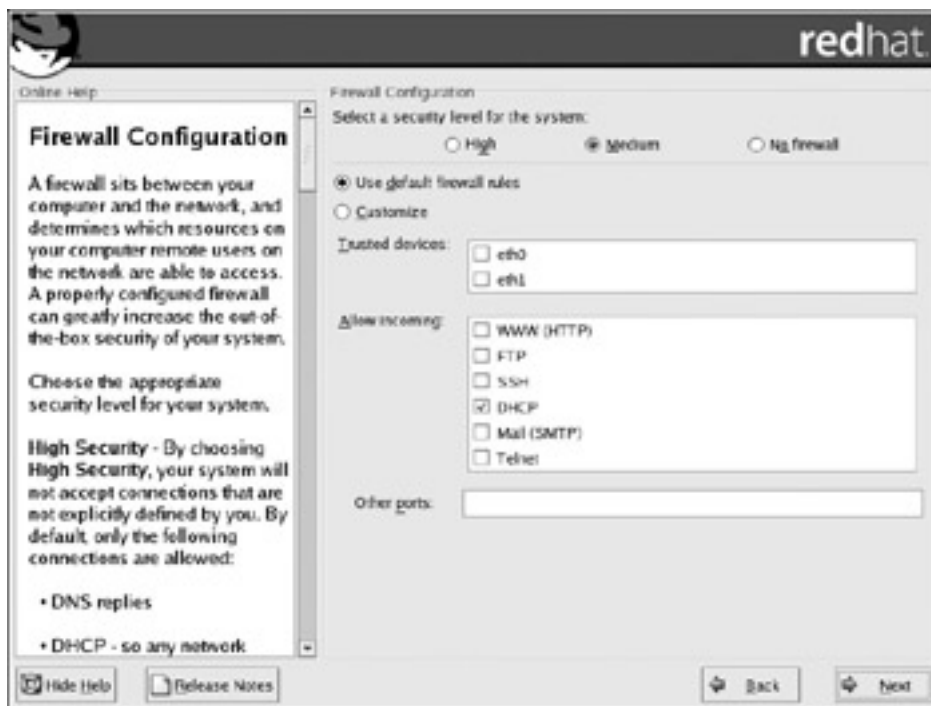 redhat.
Online Help
Firewall Configuration
A firewall sits between your
computer and the network, and
determines which resources on
your computer remote users on
the network are able to access.
A properly configured firewall
can greatly increase the out-of-
the-box security of your system.
Choose the appropriate
security level for your system.
High Security - By choosing
High Security, your system will
not accept connections that are
not explicitly defined by you. By
default, only the following
connections are allowed:
• DNS replies
• DHCP - so any network
Firewall Configuration
Select a security level for the system:
High
Medium
No firewall
Use default firewall rules
Customize
Trusted devices:
eth0
eth1
Allow incoming:
WWW (HTTP)
FTP
SSH
DHCP
Mail (SMTP)
Telnet
Other ports:
Hide Help
Release Notes
Back
Next